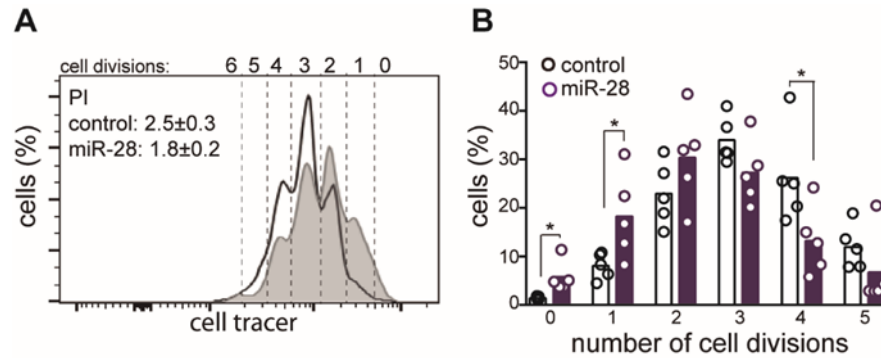 A
cell divisions: 6 5 4 3 2 1 0
PI
control: 2.5±0.3
miR-28: 1.8±0.2
cells (%)
cell tracer
B
50
40
30
20
10
0
cells (%)
control
miR-28
*
*
*
0 1 2 3 4 5
number of cell divisions